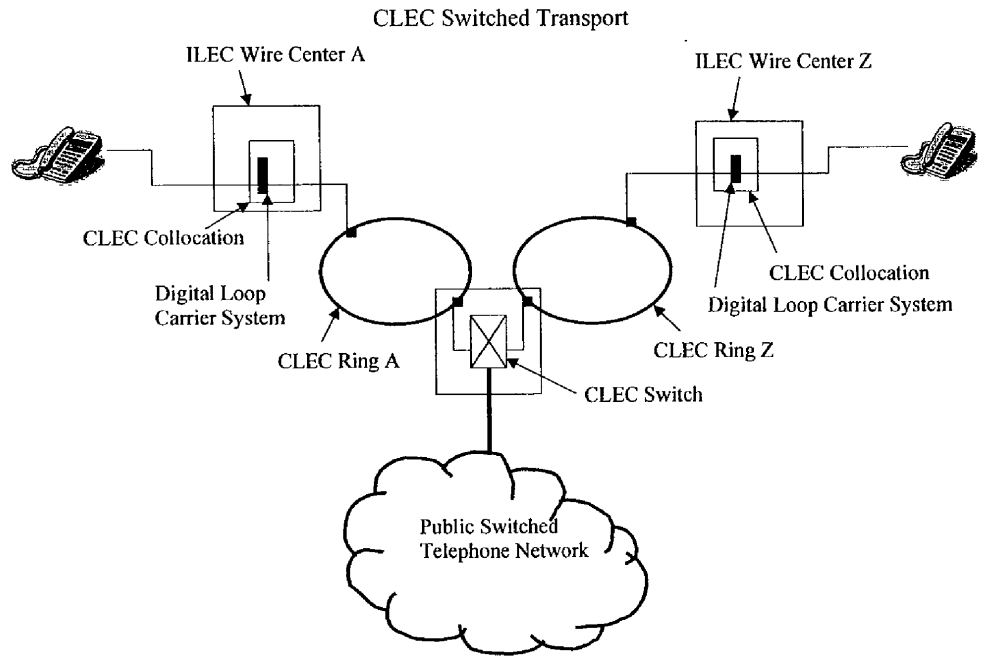 CLEC Switched Transport
ILEC Wire Center A
ILEC Wire Center Z
CLEC Collocation
Digital Loop
Carrier System
CLEC Ring A
CLEC Collocation
Digital Loop Carrier System
CLEC Ring Z
CLEC Switch
Public Switched
Telephone Network